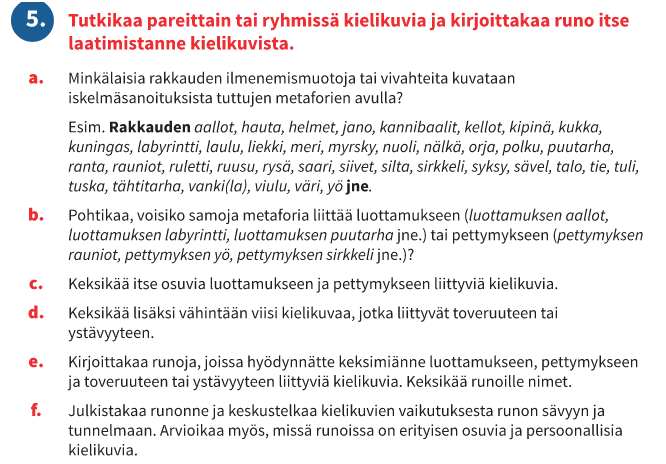 5. Tutkikaa pareittain tai ryhmissä kielikuvia ja kirjoittakaa runo itse
laatimistanne kielikuvista.
a. Minkälaisia rakkauden ilmenemismuotoja tai vivahteita kuvataan
iskelmäsanoituksista tuttujen metaforien avulla?
Esim. Rakkauden aallot, hauta, helmet, jano, kannibaalit, kellot, kipinä, kukka,
kuningas, labyrintti, laulu, liekki, meri, myrsky, nuoli, nälkä, orja, polku, puutarha,
ranta, rauniot, ruletti, ruusu, rysä, saari, siivet, silta, sirkkeli, syksy, sävel, talo, tie, tuli,
tuska, tähtitarha, vanki(la), viulu, väri, yö jne.
b. Pohtikaa, voisiko samoja metaforia liittää luottamukseen (luottamuksen aallot,
luottamuksen labyrintti, luottamuksen puutarha jne.) tai pettymykseen (pettymyksen
rauniot, pettymyksen yö, pettymyksen sirkkeli jne.)?
c. Keksikää itse osuvia luottamukseen ja pettymykseen liittyviä kielikuvia.
d. Keksikää lisäksi vähintään viisi kielikuvaa, jotka liittyvät toveruuteen tai
ystävyyteen.
e. Kirjoittakaa runoja, joissa hyödynnätte keksimiänne luottamukseen, pettymykseen
ja toveruuteen tai ystävyyteen liittyviä kielikuvia. Keksikää runoille nimet.
f. Julkistakaa runonne ja keskustelkaa kielikuvien vaikutuksesta runon sävyyn ja
tunnelmaan. Arvioikaa myös, missä runoissa on erityisen osuvia ja persoonallisia
kielikuvia.